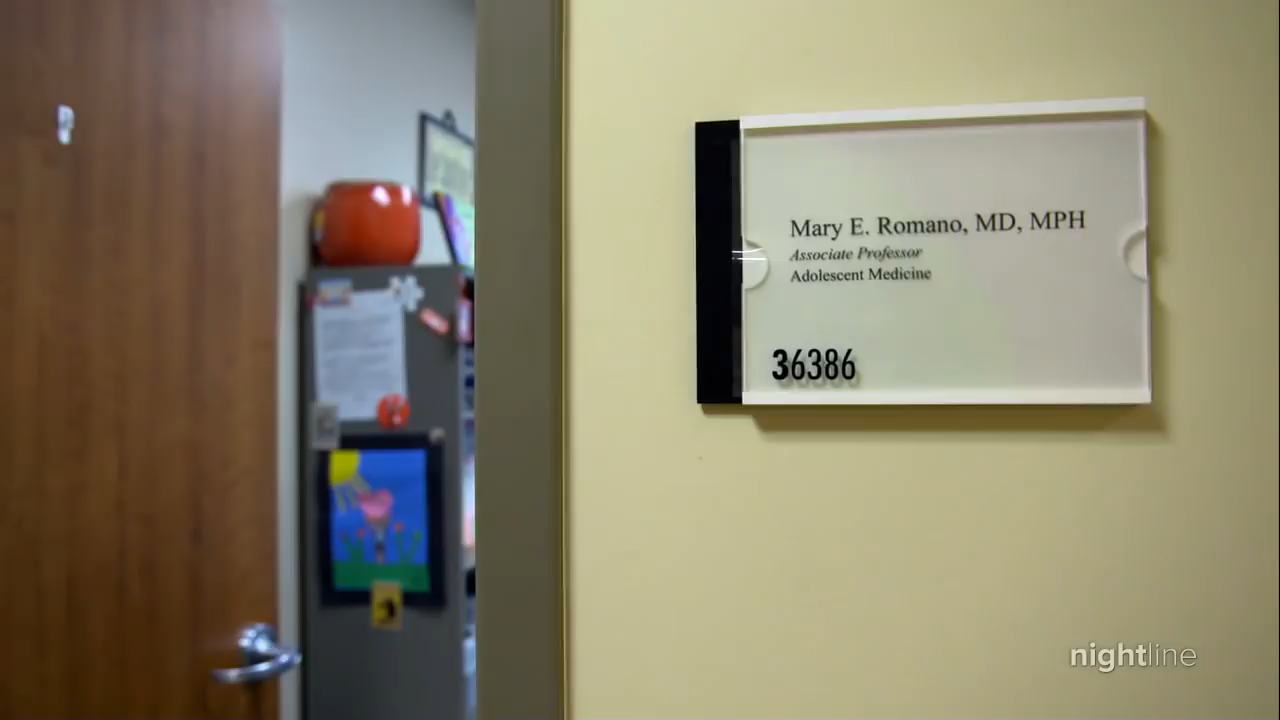 Mary E. Romano, MD, MPH
Associate Professor
Adolescent Medicine
36386
nightline